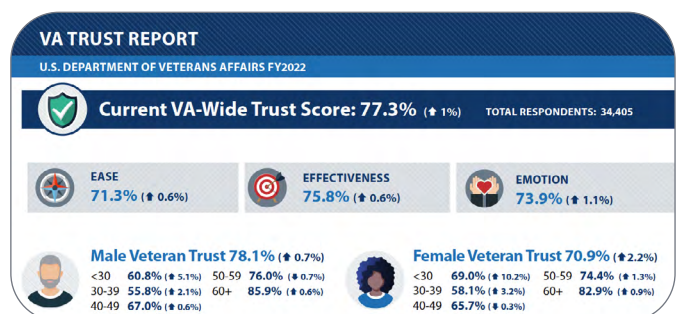 VA TRUST REPORT
U.S. DEPARTMENT OF VETERANS AFFAIRS FY2022
Current VA-Wide Trust Score: 77.3% (⬆ 1%) TOTAL RESPONDENTS: 34,405
EASE
71.3% (⬆ 0.6%)
EFFECTIVENESS
75.8% (⬆ 0.6%)
EMOTION
73.9% (⬆ 1.1%)
Male Veteran Trust 78.1% (⬆ 0.7%)
<30 60.8% (⬆ 5.1%) 50-59 76.0% (⬇ 0.7%)
30-39 55.8% (⬆ 2.1%) 60+ 85.9% (⬆ 0.6%)
40-49 67.0% (⬆ 0.6%)
Female Veteran Trust 70.9% (⬆2.2%)
<30 69.0% (⬆ 10.2%) 50-59 74.4% (⬆ 1.3%)
30-39 58.1% (⬆ 3.2%) 60+ 82.9% (⬆ 0.9%)
40-49 65.7% (⬇ 0.3%)